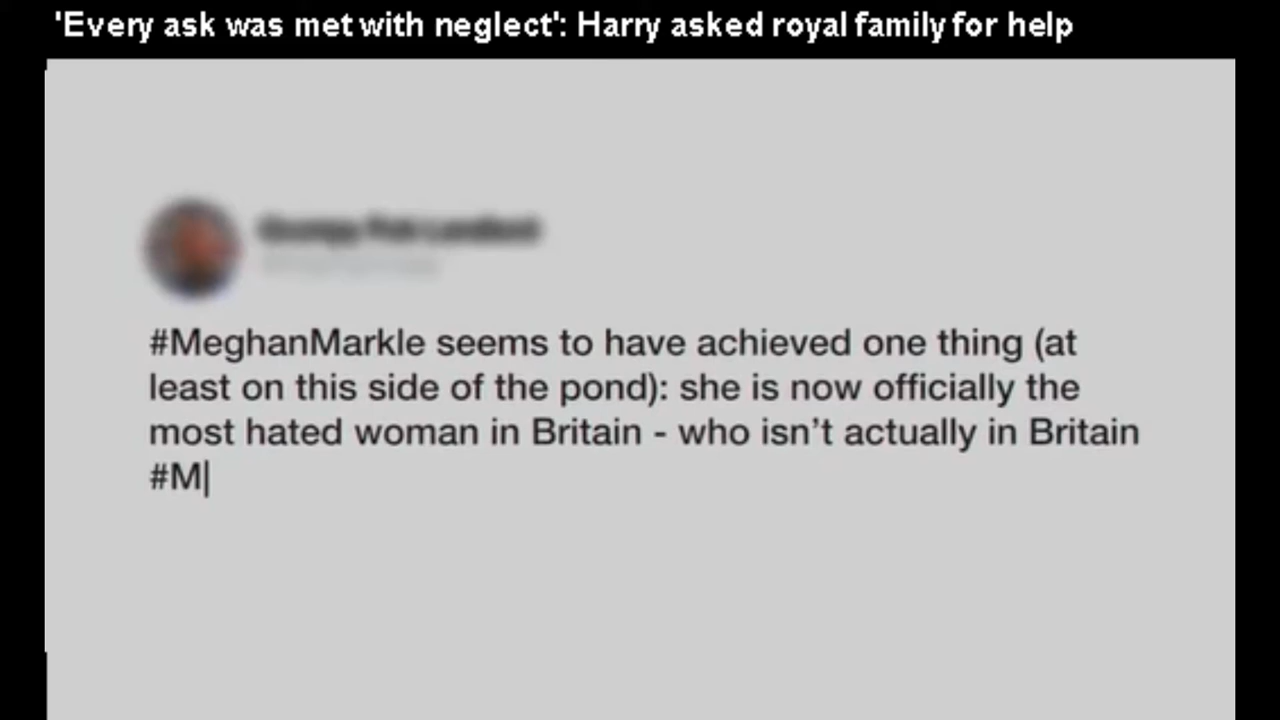 'Every ask was met with neglect': Harry asked royal family for help
#MeghanMarkle seems to have achieved one thing (at
least on this side of the pond): she is now officially the
most hated woman in Britain - who isn’t actually in Britain
#M